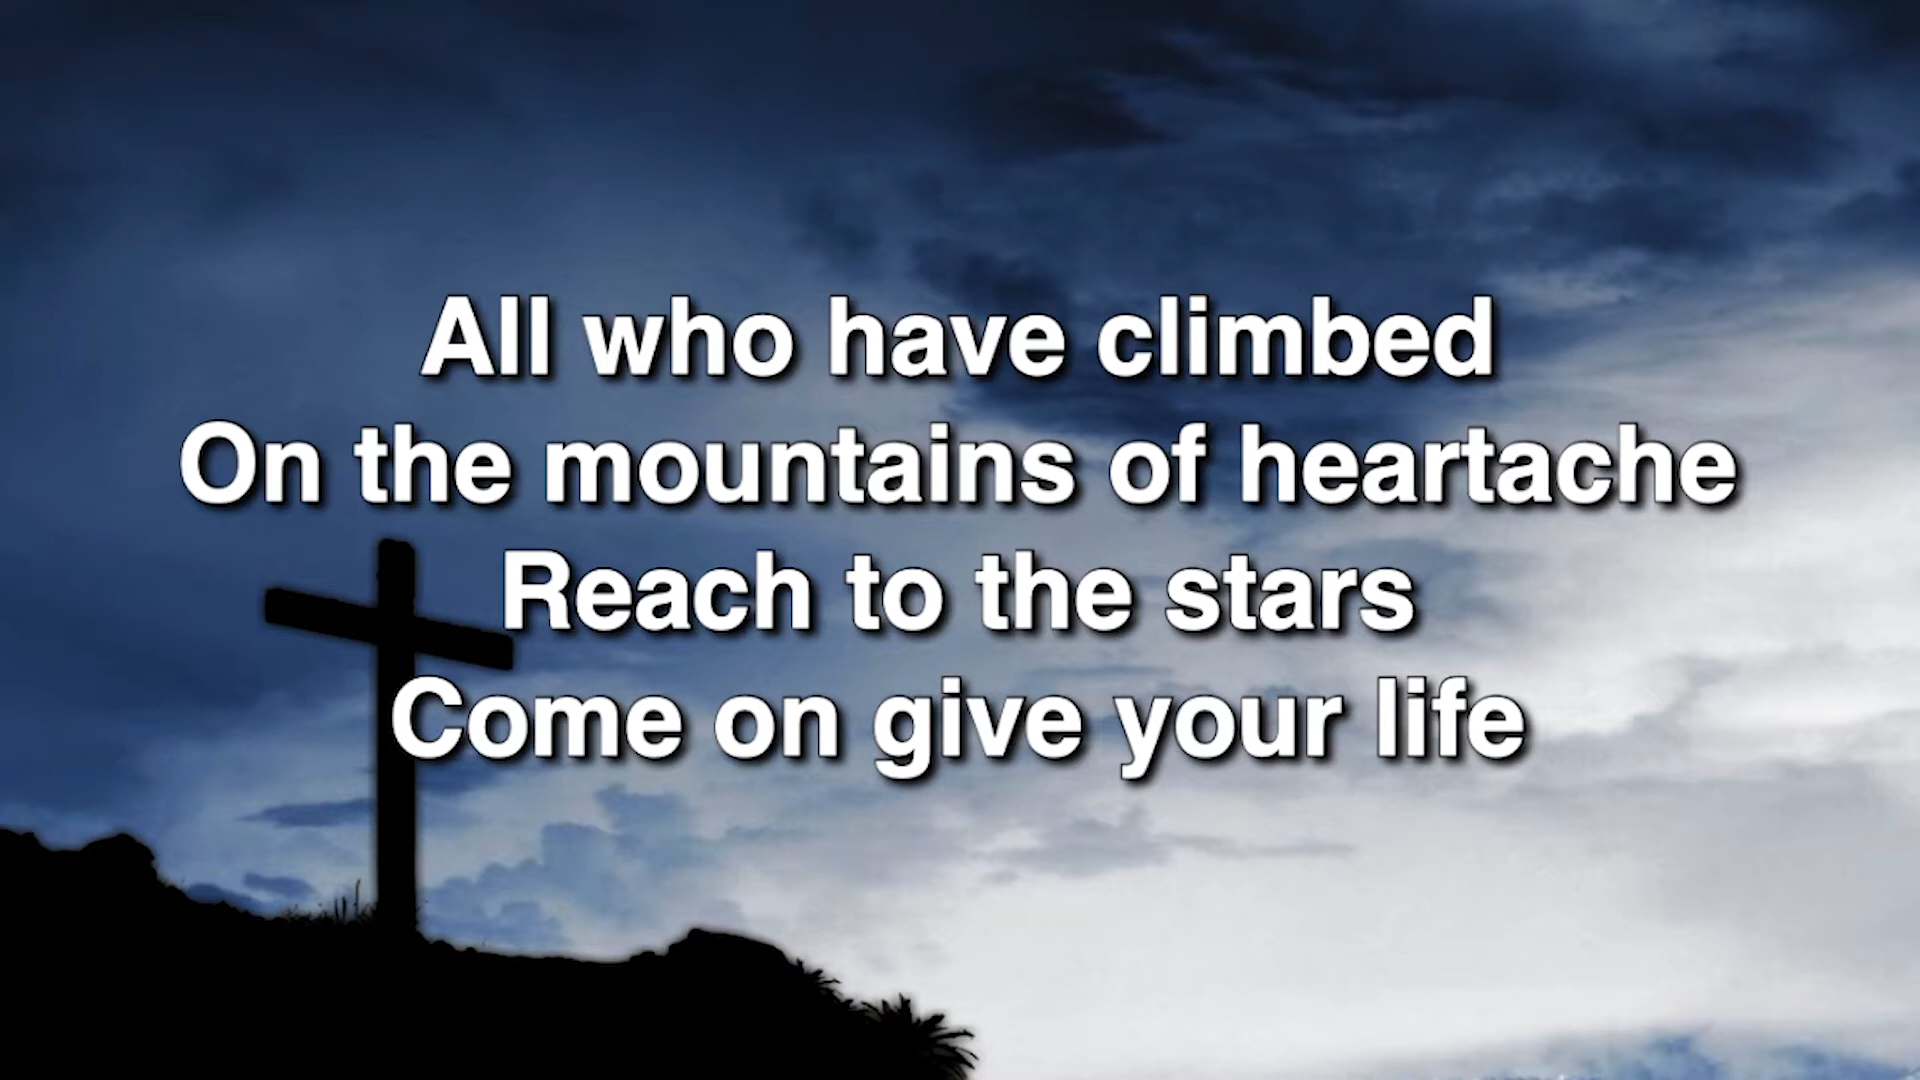 All who have climbed
On the mountains of heartache
Reach to the stars
Come on give your life